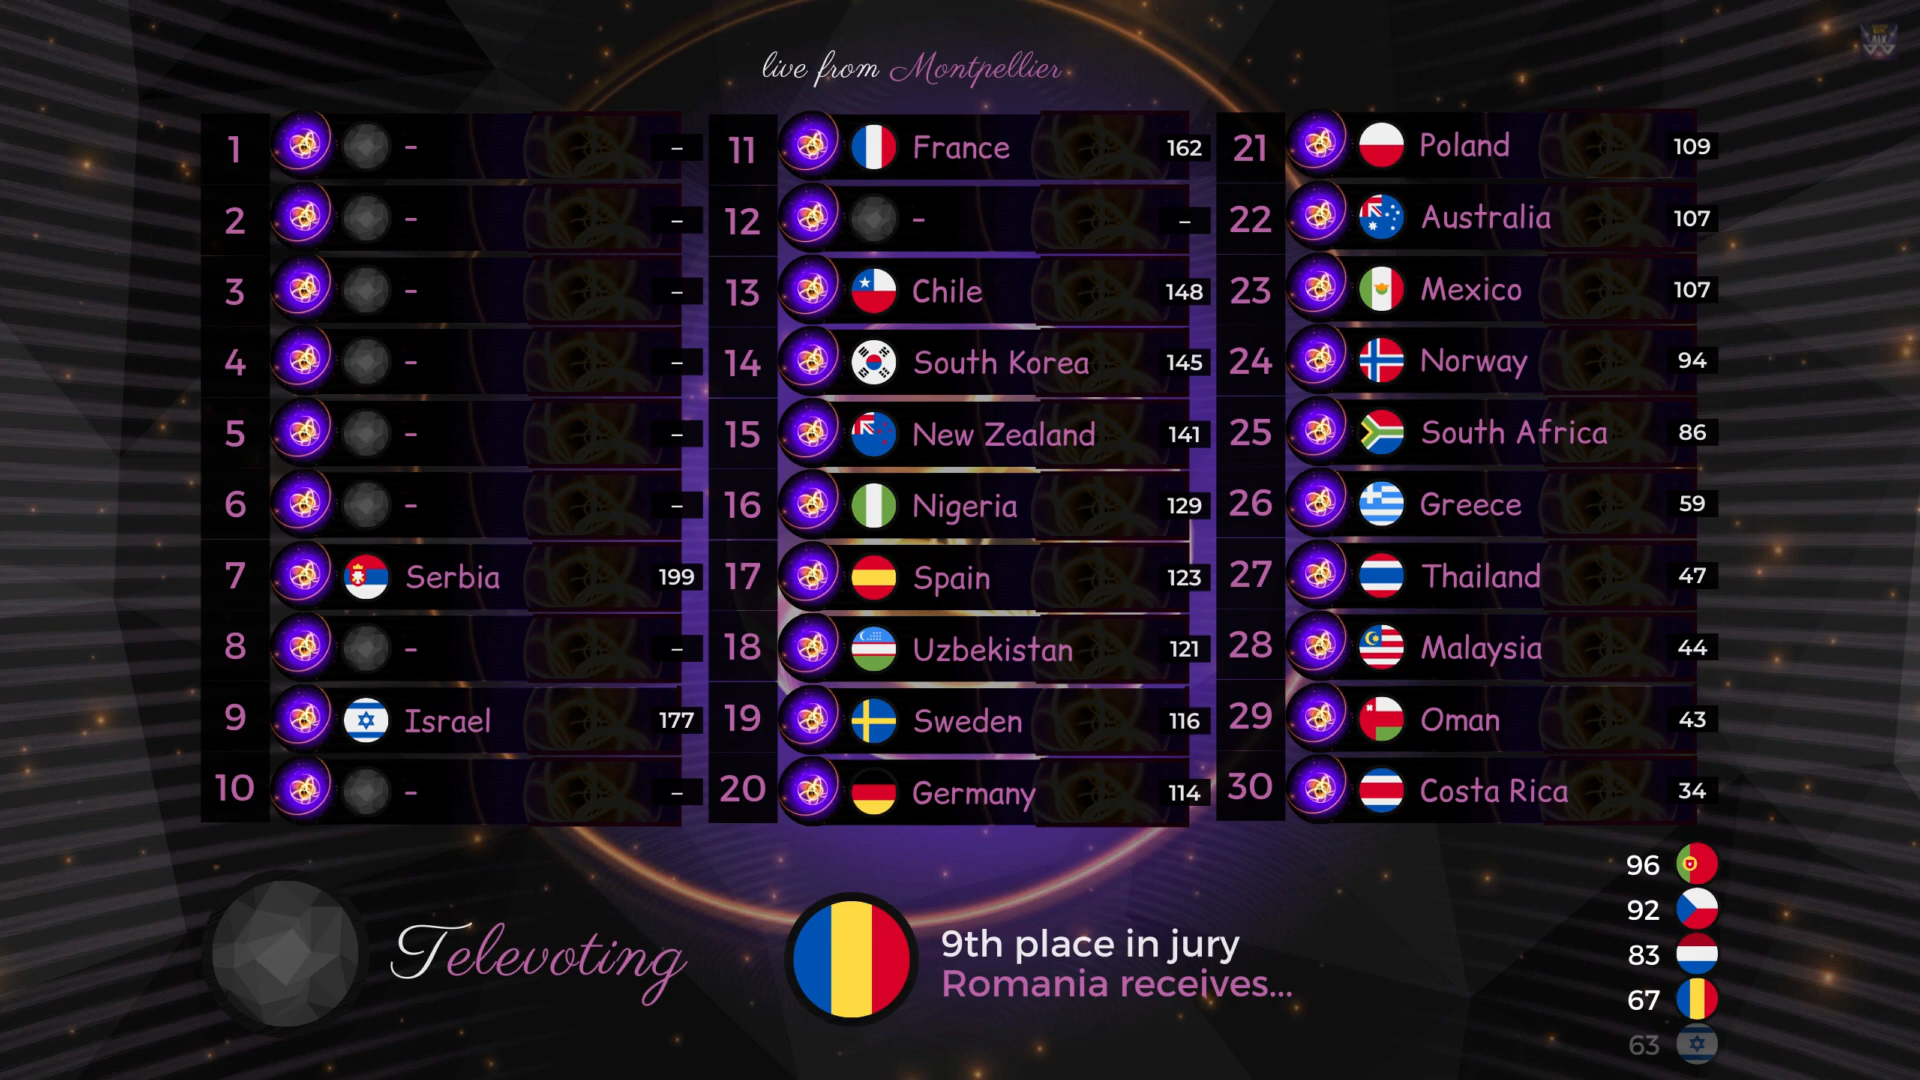 live from Montpellier
1 - -
2 - -
3 - -
4 - -
5 - -
6 - -
7 Serbia 199
8 - -
9 Israel 177
10 - -
11 France 162
12 - -
13 Chile 148
14 South Korea 145
15 New Zealand 141
16 Nigeria 129
17 Spain 123
18 Uzbekistan 121
19 Sweden 116
20 Germany 114
21 Poland 109
22 Australia 107
23 Mexico 107
24 Norway 94
25 South Africa 86
26 Greece 59
27 Thailand 47
28 Malaysia 44
29 Oman 43
30 Costa Rica 34
Televoting
9th place in jury
Romania receives...
96
92
83
67
63